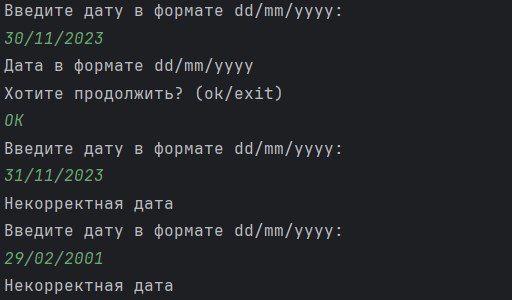 Введите дату в формате dd/mm/yyyy:
30/11/2023
Дата в формате dd/mm/yyyy
Хотите продолжить? (ok/exit)
OK
Введите дату в формате dd/mm/yyyy:
31/11/2023
Некорректная дата
Введите дату в формате dd/mm/yyyy:
29/02/2001
Некорректная дата